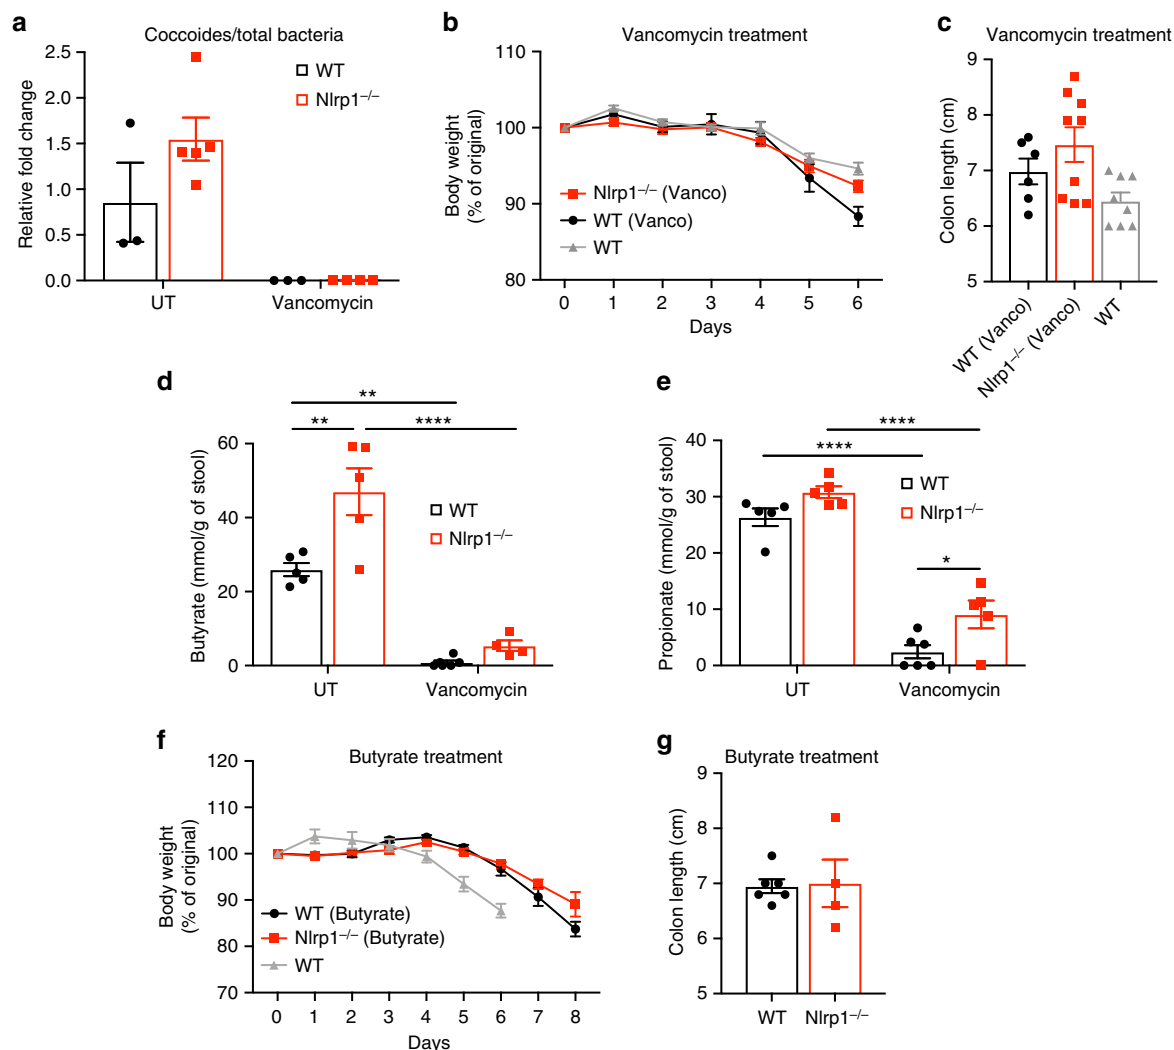 a
Coccoides/total bacteria
Relative fold change
2.5
2.0
1.5
1.0
0.5
0.0
WT
Nlrp1–/–
UT
Vancomycin
b
Vancomycin treatment
Body weight
(% of original)
110
100
90
80
Nlrp1–/– (Vanco)
WT (Vanco)
WT
0 1 2 3 4 5 6
Days
c
Vancomycin treatment
Colon length (cm)
9
8
7
6
5
WT (Vanco)
Nlrp1–/– (Vanco)
WT
d
**
** ****
Butyrate (mmol/g of stool)
60
40
20
0
WT
Nlrp1–/–
UT
Vancomycin
e
****
****
Propionate (mmol/g of stool)
40
30
20
10
0
WT
Nlrp1–/–
*
UT
Vancomycin
f
Butyrate treatment
Body weight
(% of original)
120
110
100
90
80
70
WT (Butyrate)
Nlrp1–/– (Butyrate)
WT
0 1 2 3 4 5 6 7 8
Days
g
Butyrate treatment
Colon length (cm)
9
8
7
6
5
WT Nlrp1–/–